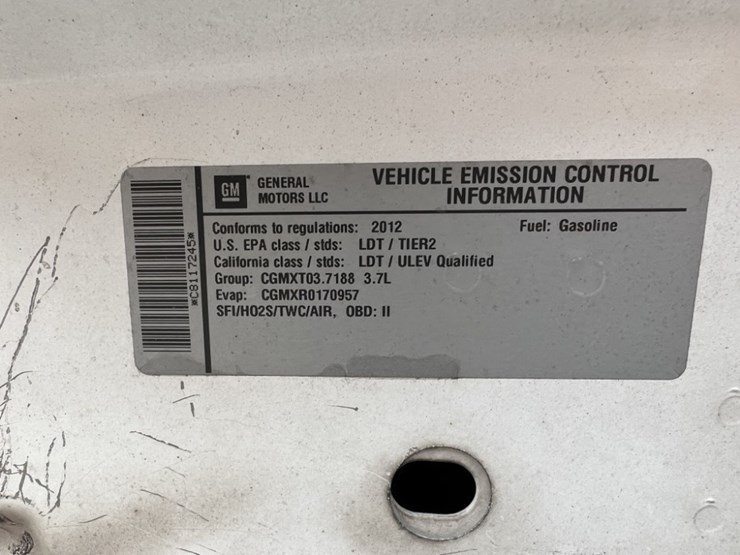 GM GENERAL MOTORS LLC
VEHICLE EMISSION CONTROL
INFORMATION
Conforms to regulations: 2012 Fuel: Gasoline
U.S. EPA class / stds: LDT / TIER2
California class / stds: LDT / ULEV Qualified
Group: CGMXT03.7188 3.7L
Evap: CGMXR0170957
SFI/HO2S/TWC/AIR, OBD: II
*C8117245*